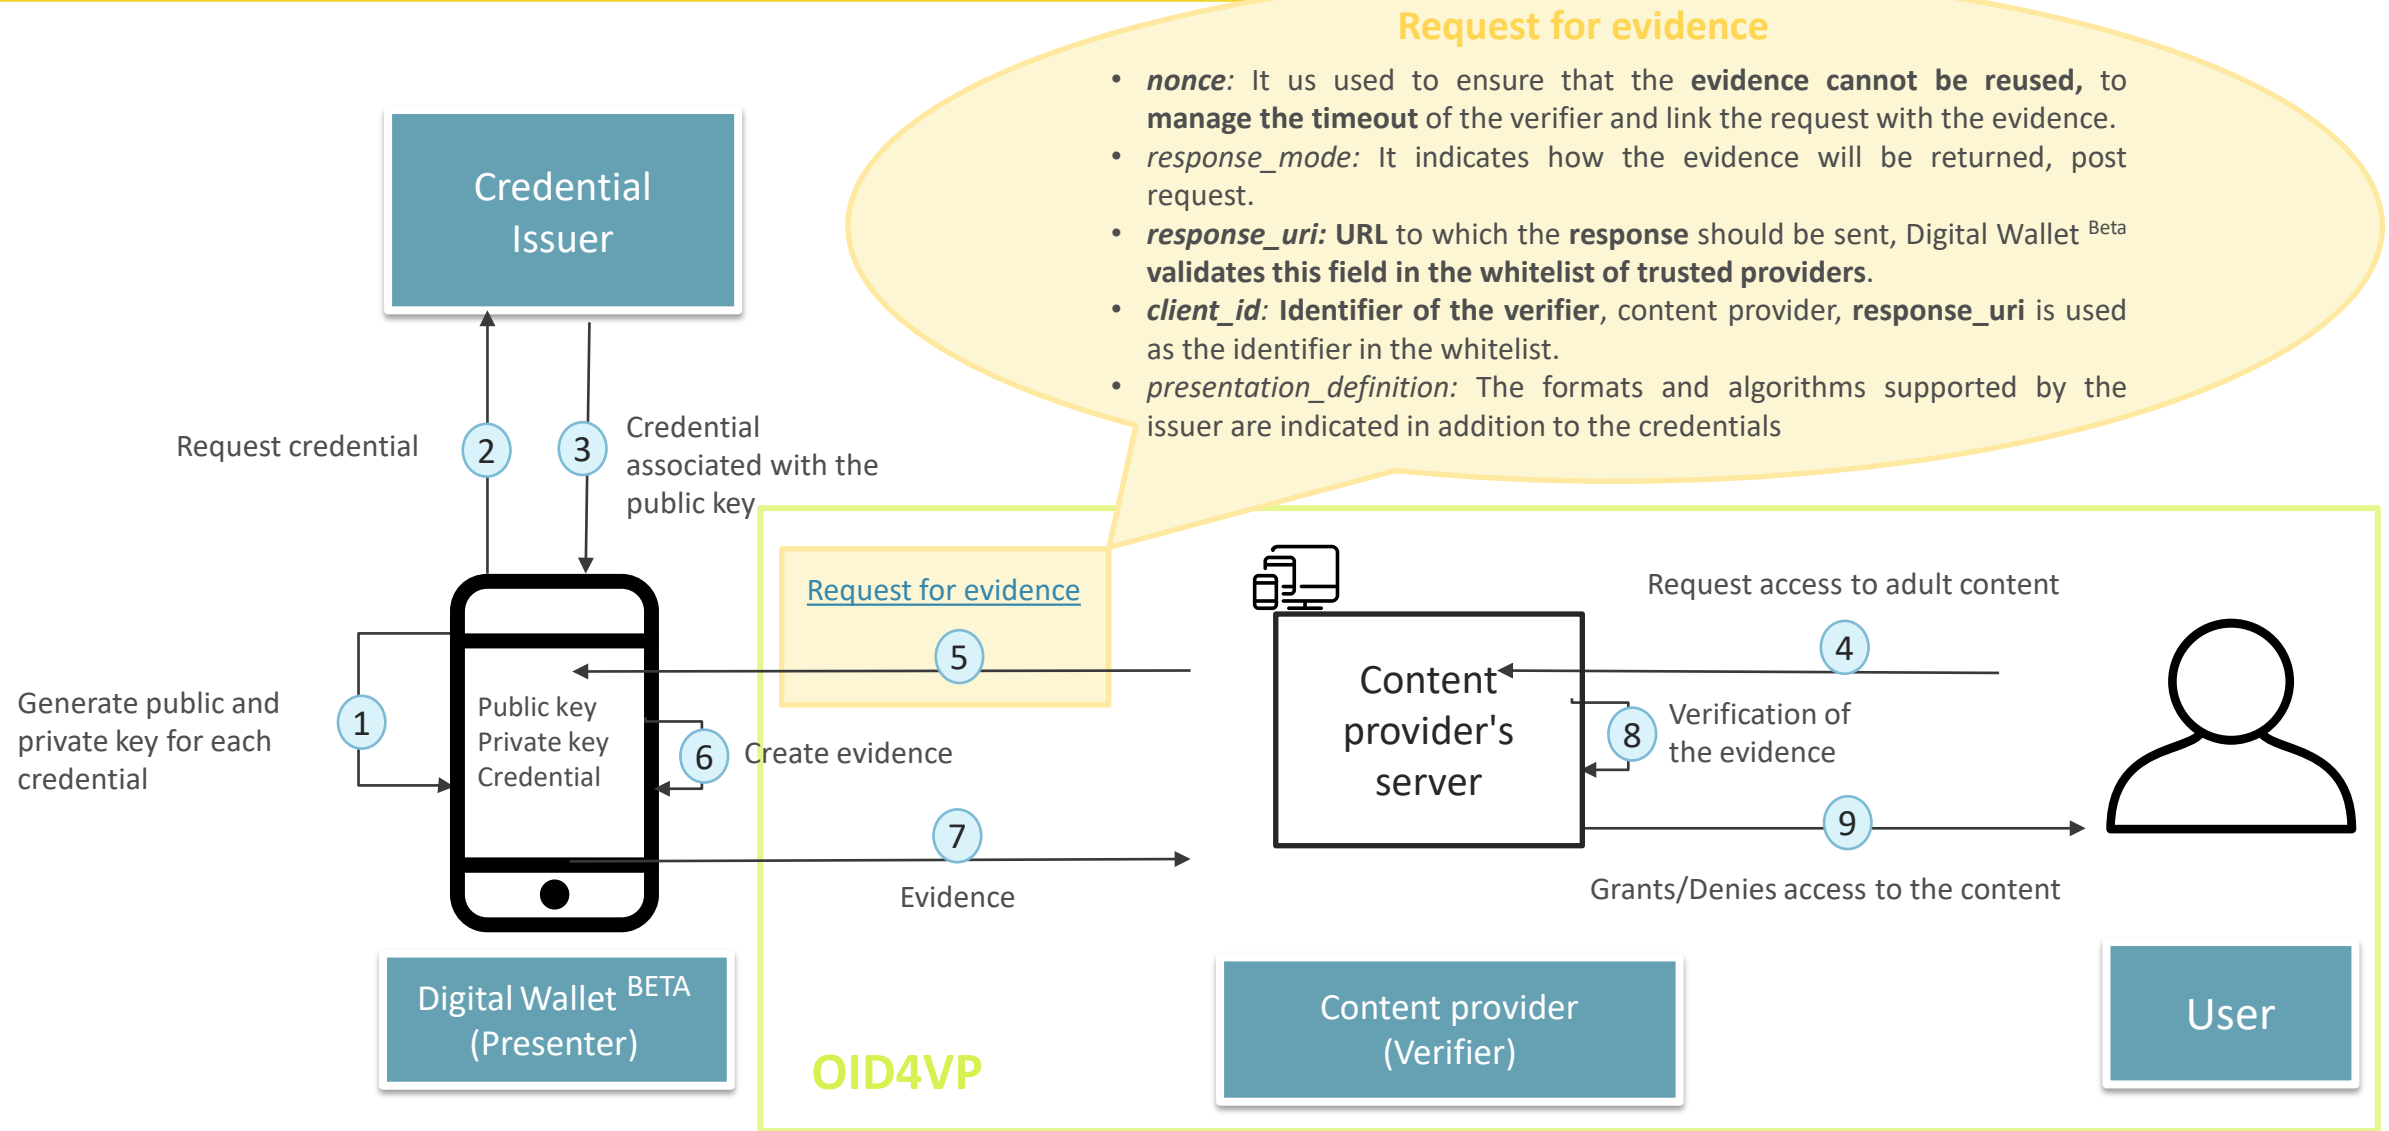 Request for evidence
• nonce: It us used to ensure that the evidence cannot be reused, to
manage the timeout of the verifier and link the request with the evidence.
• response_mode: It indicates how the evidence will be returned, post
request.
• response_uri: URL to which the response should be sent, Digital Wallet Beta
validates this field in the whitelist of trusted providers.
• client_id: Identifier of the verifier, content provider, response_uri is used
as the identifier in the whitelist.
• presentation_definition: The formats and algorithms supported by the
issuer are indicated in addition to the credentials
Credential
Issuer
Request credential
2
3
Credential
associated with the
public key
Generate public and
private key for each
credential
1
Public key
Private key
Credential
Request for evidence
5
6
Create evidence
7
Evidence
Content
provider's
server
Request access to adult content
4
8
Verification of
the evidence
9
Grants/Denies access to the content
Digital Wallet BETA
(Presenter)
OID4VP
Content provider
(Verifier)
User